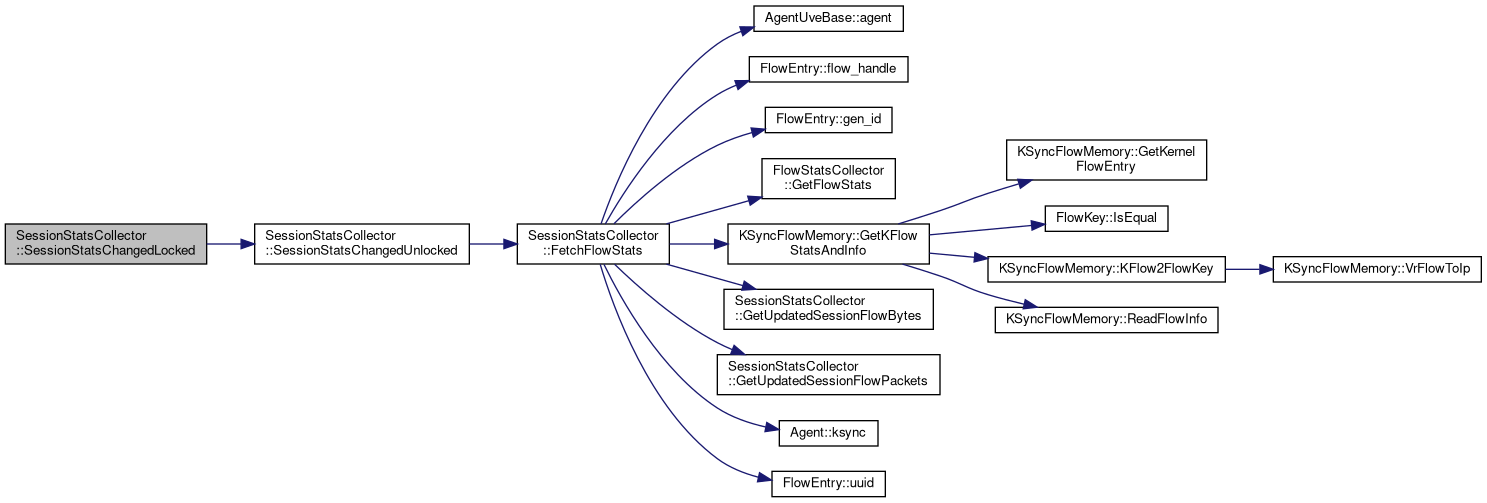 SessionStatsCollector
::SessionStatsChangedLocked
SessionStatsCollector
::SessionStatsChangedUnlocked
SessionStatsCollector
::FetchFlowStats
AgentUveBase::agent
FlowEntry::flow_handle
FlowEntry::gen_id
FlowStatsCollector
::GetFlowStats
KSyncFlowMemory::GetKFlow
StatsAndInfo
SessionStatsCollector
::GetUpdatedSessionFlowBytes
SessionStatsCollector
::GetUpdatedSessionFlowPackets
Agent::ksync
FlowEntry::uuid
KSyncFlowMemory::GetKernel
FlowEntry
FlowKey::IsEqual
KSyncFlowMemory::KFlow2FlowKey
KSyncFlowMemory::ReadFlowInfo
KSyncFlowMemory::VrFlowToIp